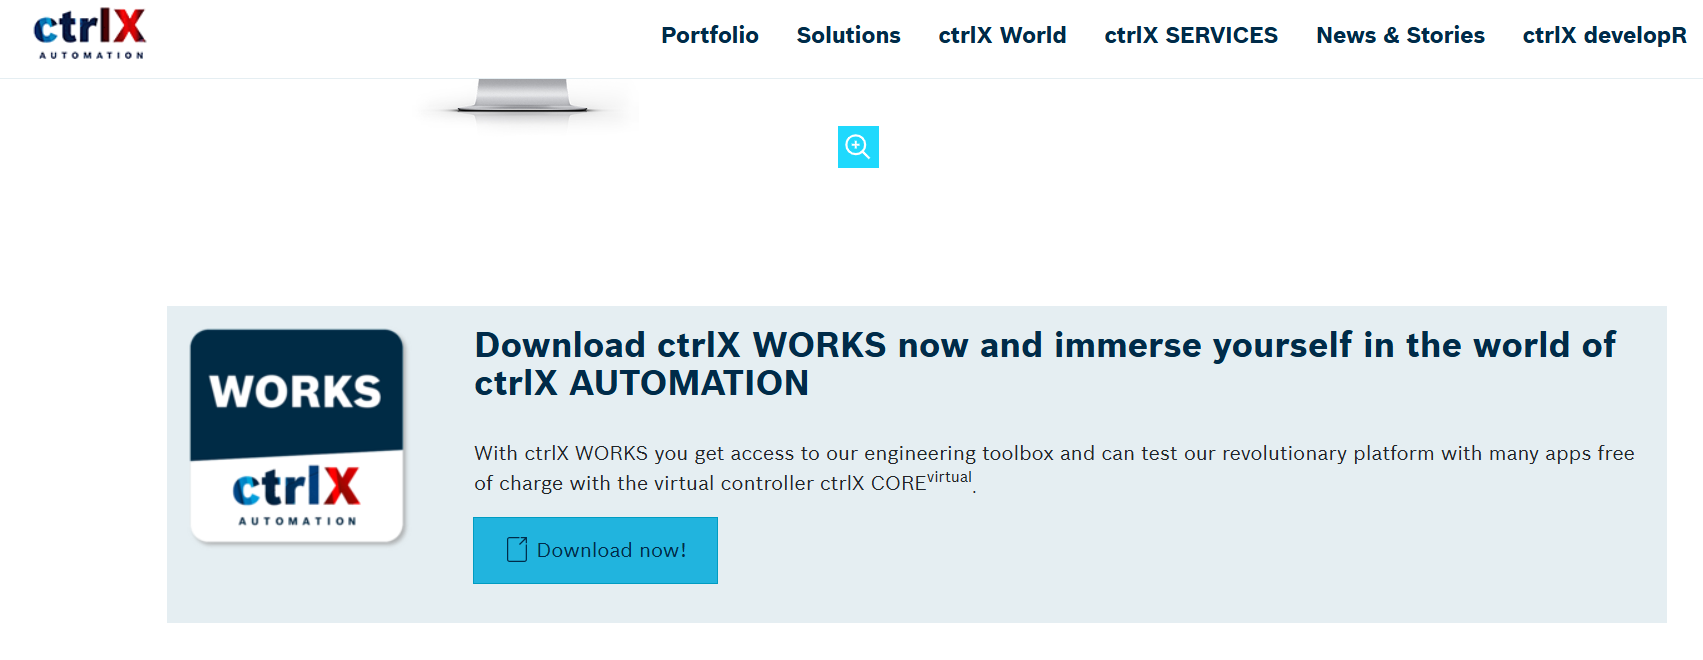 ctrlX
AUTOMATION
Portfolio Solutions ctrlX World ctrlX SERVICES News & Stories ctrlX developR
WORKS
ctrlX
AUTOMATION
Download ctrlX WORKS now and immerse yourself in the world of
ctrlX AUTOMATION
With ctrlX WORKS you get access to our engineering toolbox and can test our revolutionary platform with many apps free
of charge with the virtual controller ctrlX COREvirtual.
Download now!